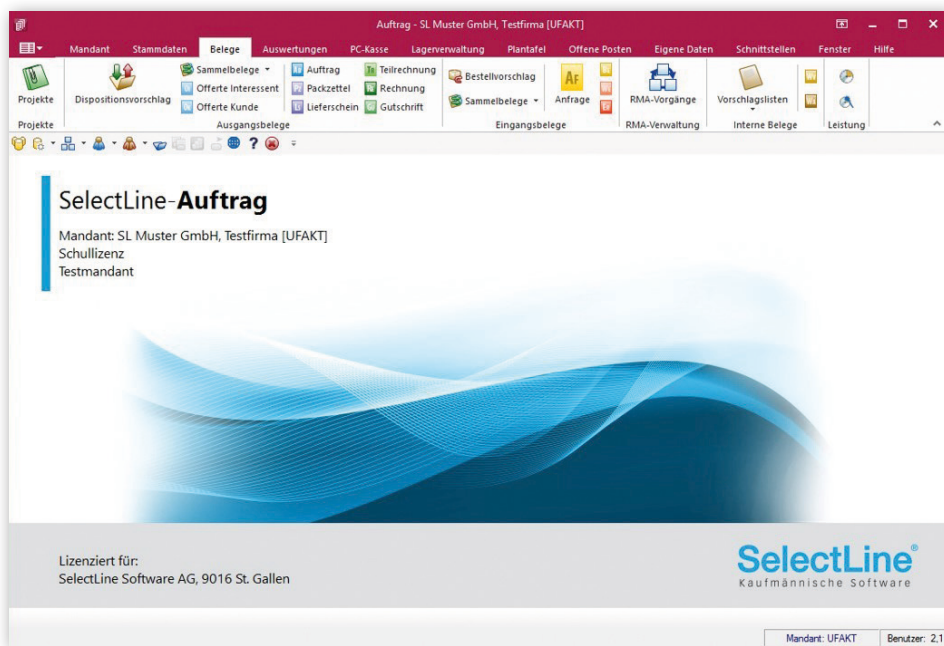 Auftrag - SL Muster GmbH, Testfirma [UFAKT]
Mandant Stammdaten Belege Auswertungen PC-Kasse Lagerverwaltung Plantafel Offene Posten Eigene Daten Schnittstellen Fenster Hilfe
Projekte
Dispositionsvorschlag
Sammelbelege
Offerte Interessent
Offerte Kunde
Auftrag
Packzettel
Lieferschein
Teilrechnung
Rechnung
Gutschrift
Bestellvorschlag
Sammelbelege
AF
Anfrage
RMA-Vorgänge
Vorschlagslisten
Projekte Ausgangsbelege Eingangsbelege RMA-Verwaltung Interne Belege Leistung
SelectLine-Auftrag
Mandant: SL Muster GmbH, Testfirma [UFAKT]
Schullizenz
Testmandant
Lizenziert für:
SelectLine Software AG, 9016 St. Gallen
SelectLine®
Kaufmännische Software
Mandant: UFAKT Benutzer: 2,1